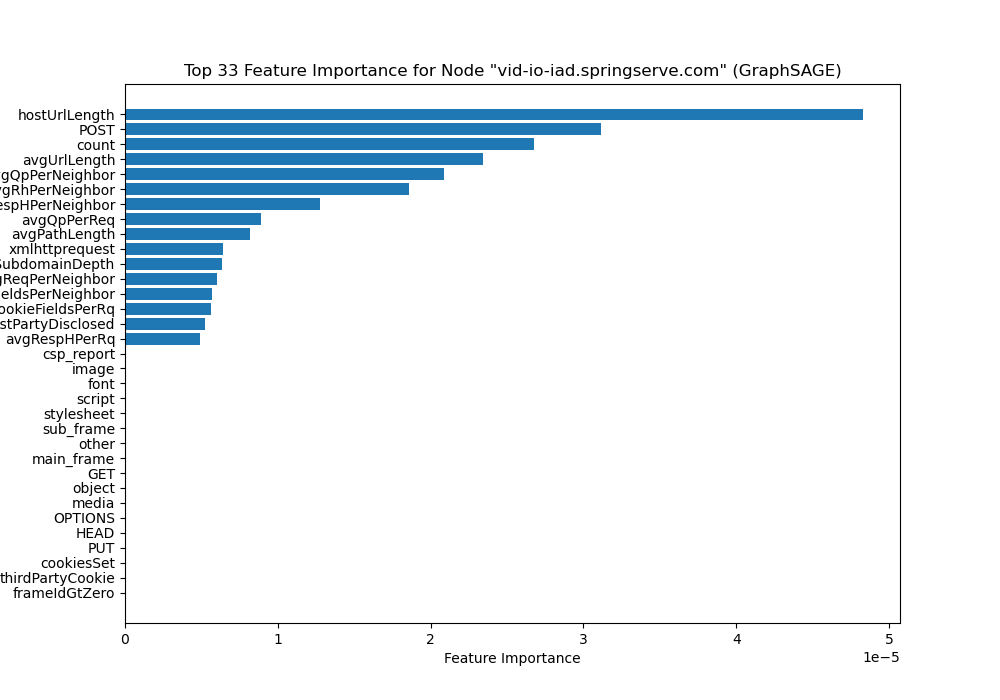 Top 33 Feature Importance for Node "vid-io-iad.springserve.com" (GraphSAGE)
hostUrlLength
POST
count
avgUrlLength
gQpPerNeighbor
gRhPerNeighbor
espHPerNeighbor
avgQpPerReq
avgPathLength
xmlhttprequest
SubdomainDepth
gReqPerNeighbor
eldsPerNeighbor
ookieFieldsPerRq
stPartyDisclosed
avgRespHPerRq
csp_report
image
font
script
stylesheet
sub_frame
other
main_frame
GET
object
media
OPTIONS
HEAD
PUT
cookiesSet
thirdPartyCookie
frameIdGtZero
0 1 2 3 4 5
1e−5
Feature Importance